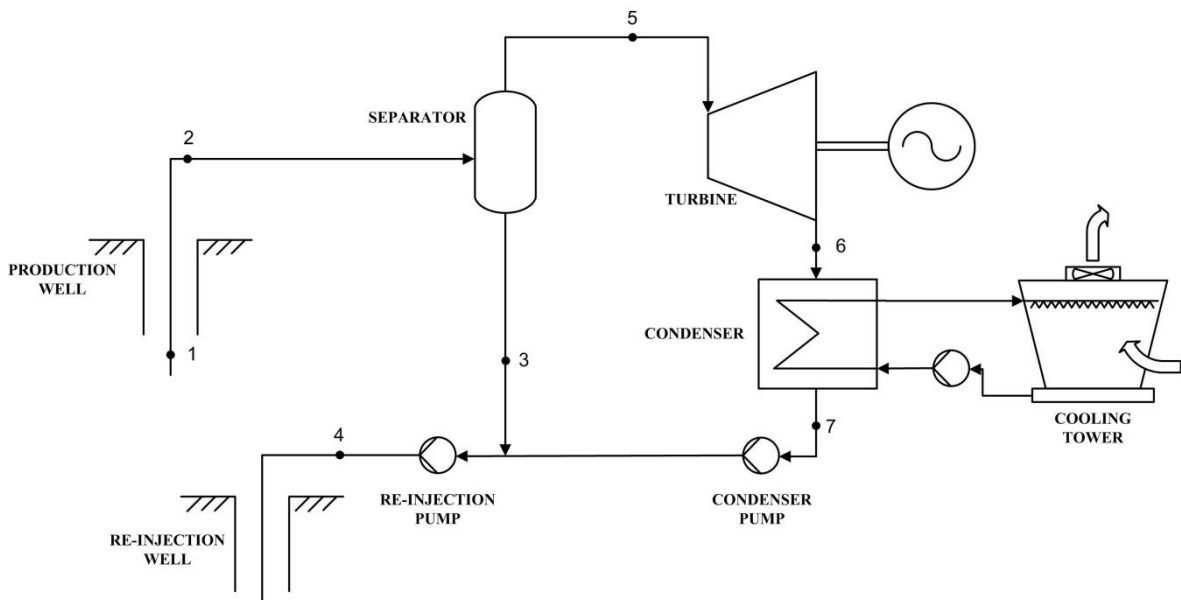 5
SEPARATOR
2
TURBINE
6
PRODUCTION
WELL
CONDENSER
1
3
COOLING
TOWER
7
4
RE-INJECTION
PUMP
CONDENSER
PUMP
RE-INJECTION
WELL